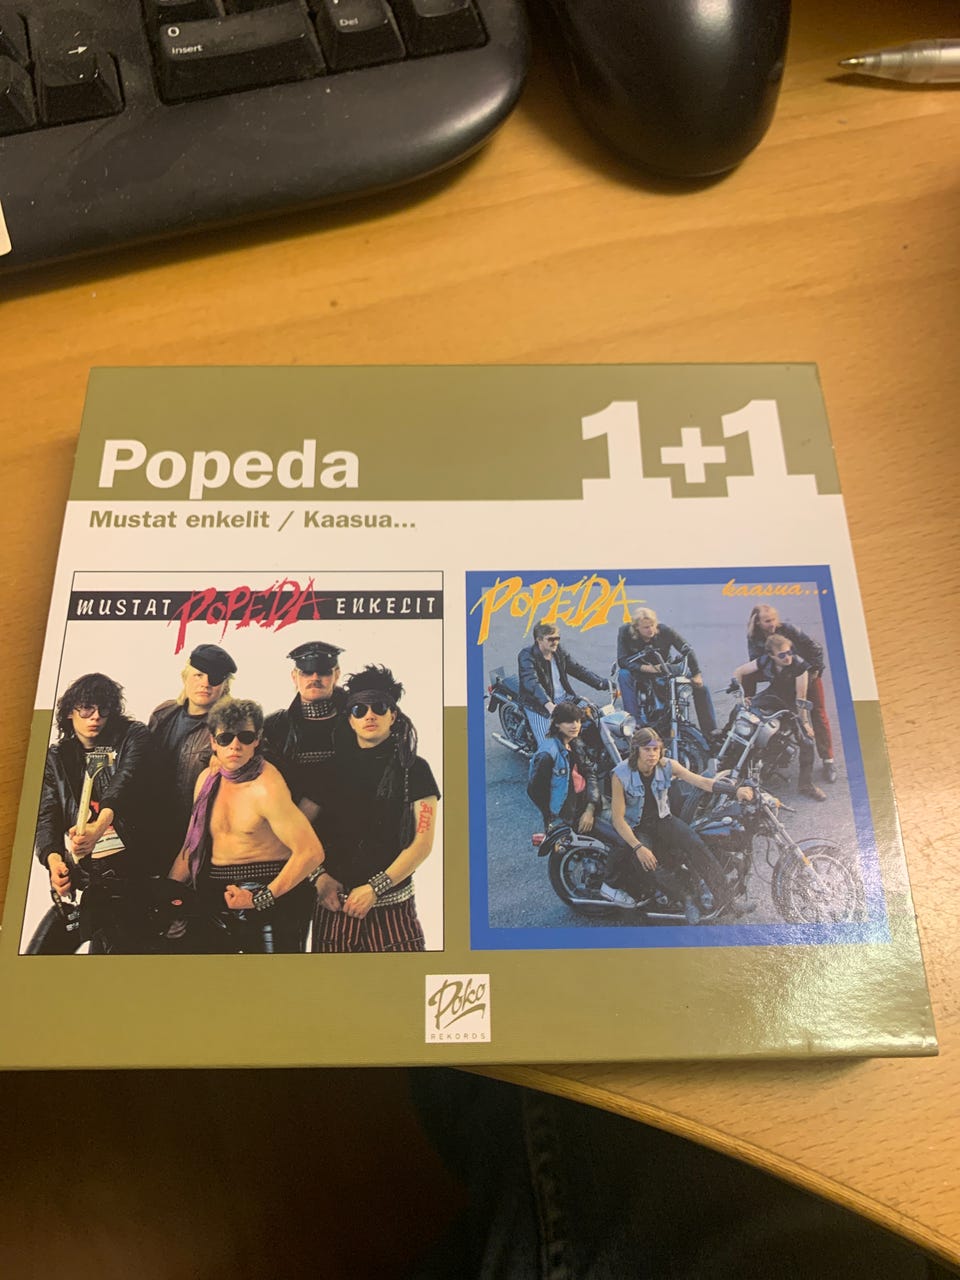 O
Insert
Del
Popeda
1+1
Mustat enkelit / Kaasua...
MUSTAT POPEDA ENKELIT
POPEDA
kaasua...
Poko
REKORDS